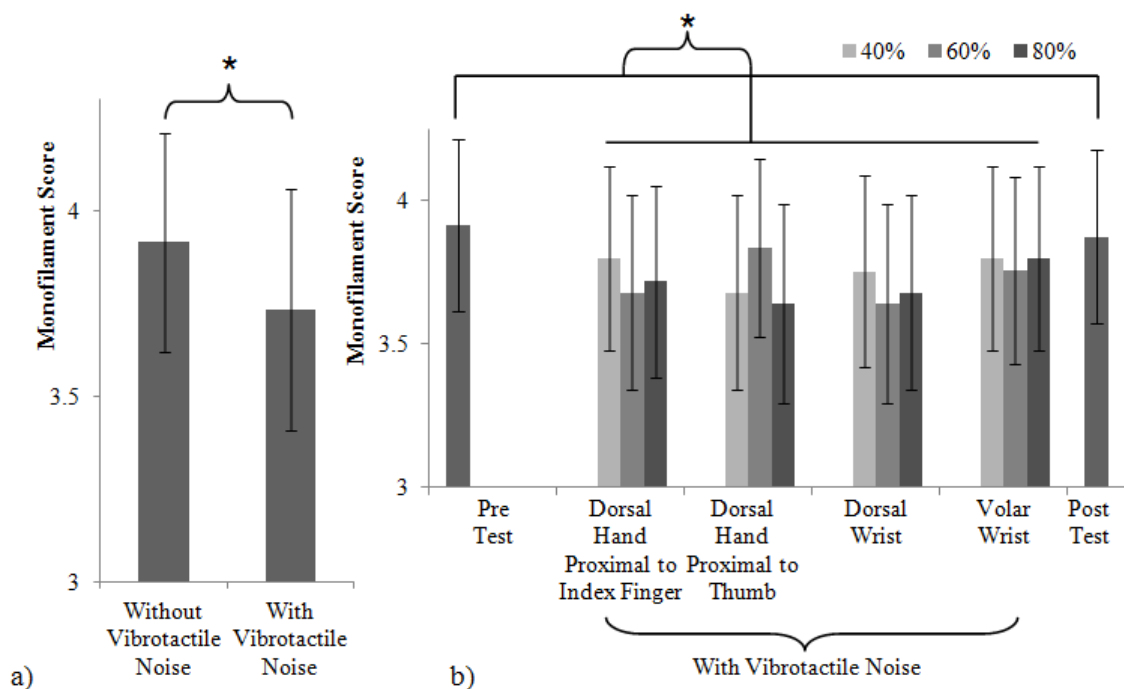 *
Monofilament Score
4
3.5
3
Without
Vibrotactile
Noise
With
Vibrotactile
Noise
a)
*
40% 60% 80%
Monofilament Score
4
3.5
3
Pre
Test
Dorsal
Hand
Proximal to
Index Finger
Dorsal
Hand
Proximal to
Thumb
Dorsal
Wrist
Volar
Wrist
Post
Test
With Vibrotactile Noise
b)